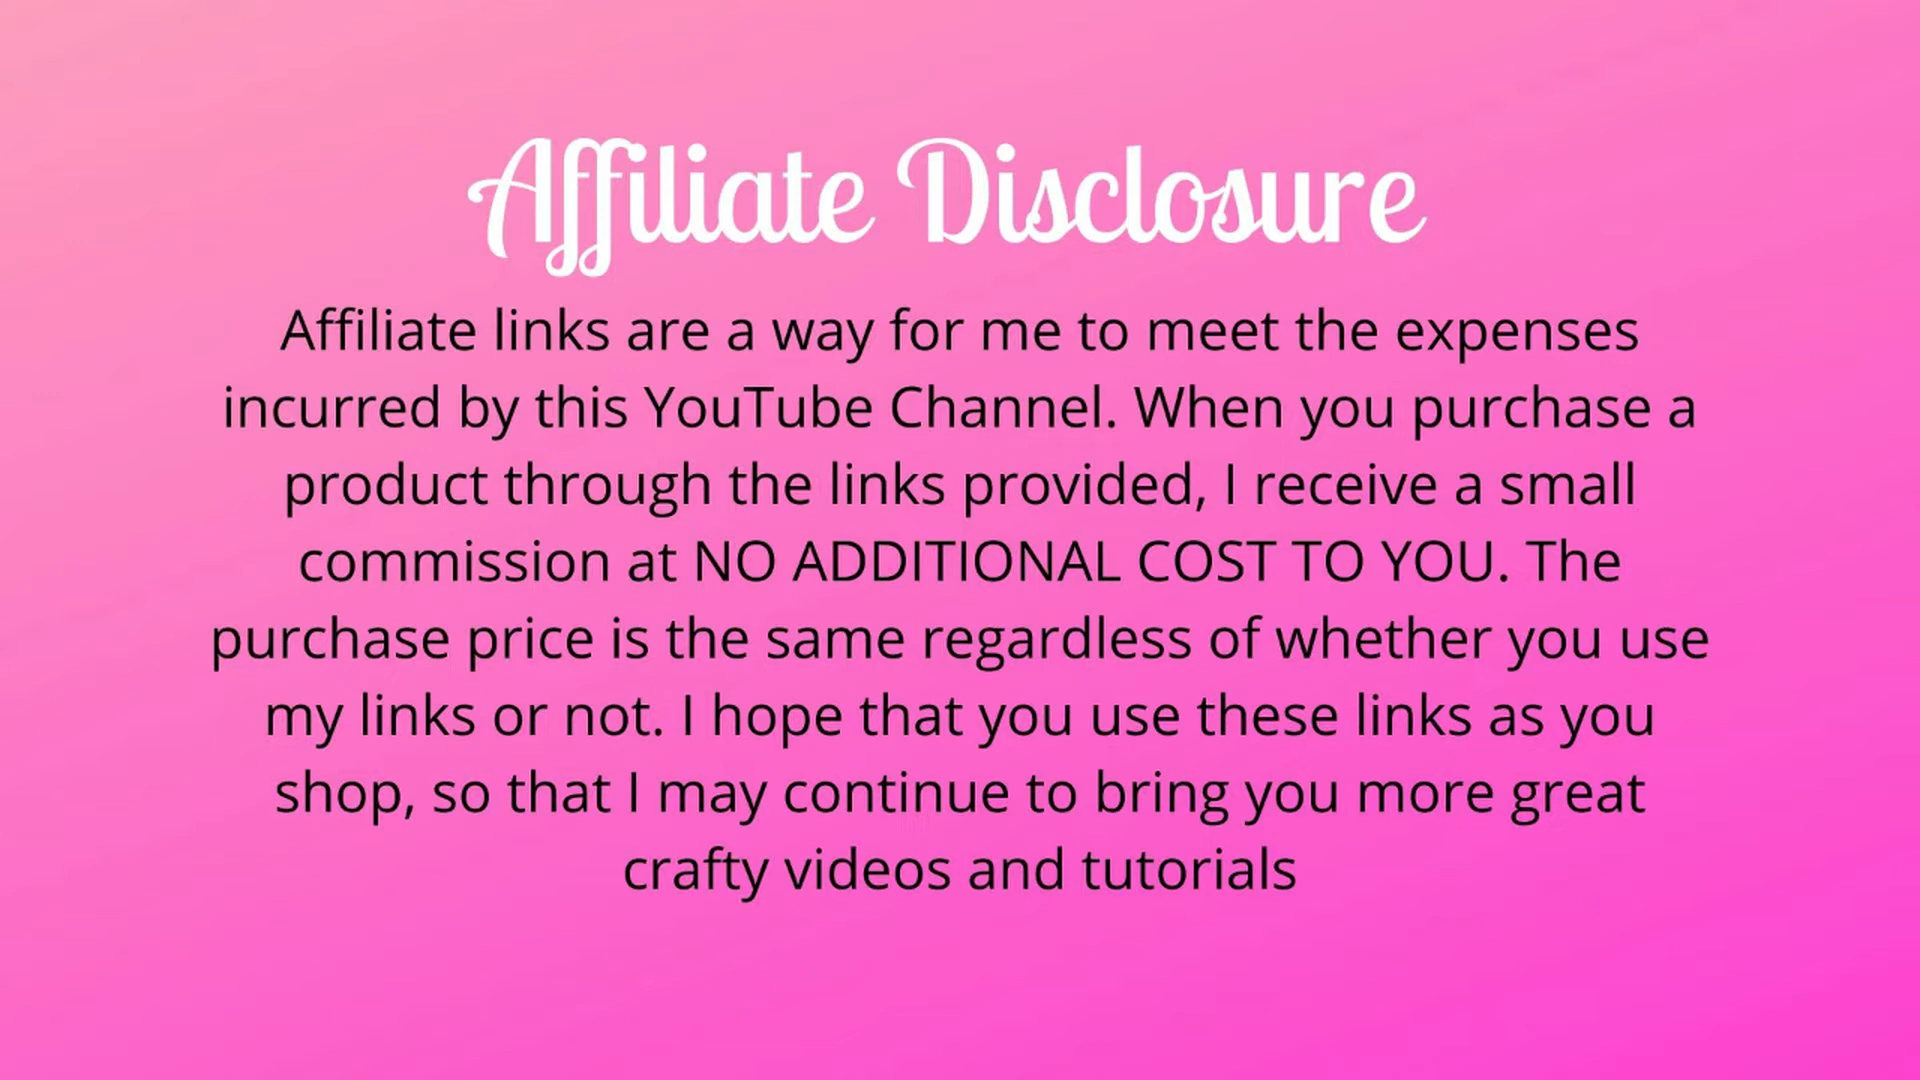 Affiliate Disclosure
Affiliate links are a way for me to meet the expenses
incurred by this YouTube Channel. When you purchase a
product through the links provided, I receive a small
commission at NO ADDITIONAL COST TO YOU. The
purchase price is the same regardless of whether you use
my links or not. I hope that you use these links as you
shop, so that I may continue to bring you more great
crafty videos and tutorials